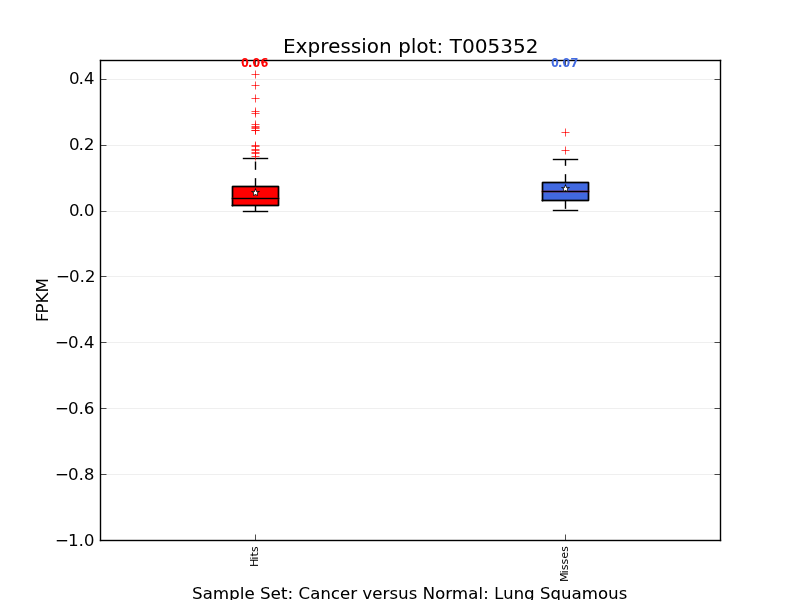 Expression plot: T005352
0.06
0.07
0.4
0.2
0.0
−0.2
−0.4
−0.6
−0.8
−1.0
FPKM
Hits
Misses
Sample Set: Cancer versus Normal: Lung Squamous